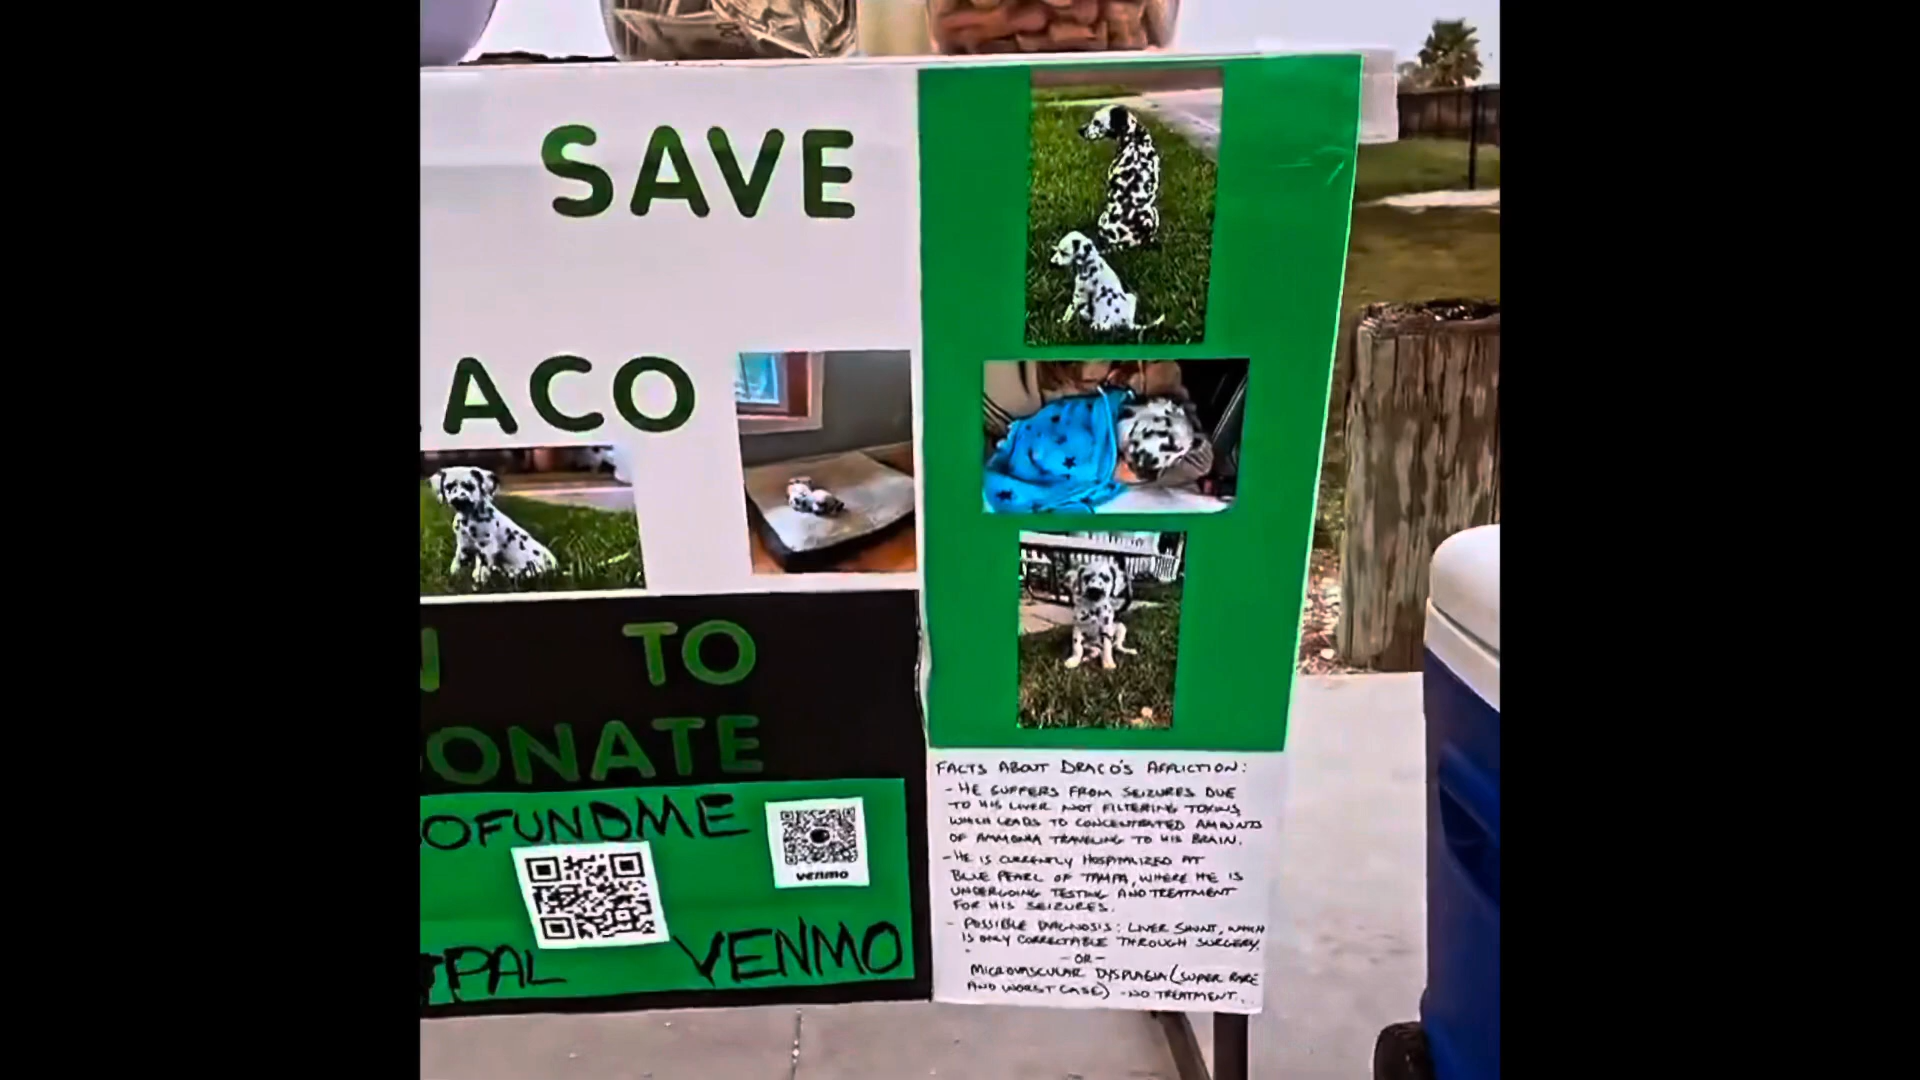 SAVE
ACO
TO
ONATE
OFUNDME
venmo
PAL
VENMO
FACTS ABOUT DRACO'S AFFLICTION:
- HE SUFFERS FROM SEIZURES DUE
TO HIS LIVER NOT FILTERING TOXINS,
WHICH LEADS TO CONCENTRATED AMOUNTS
OF AMMONIA TRAVELING TO HIS BRAIN.
- HE IS CURRENTLY HOSPITALIZED AT
BLUE PEARL OF TAMPA, WHERE HE IS
UNDERGOING TESTING AND TREATMENT
FOR HIS SEIZURES.
- POSSIBLE DIAGNOSIS: LIVER SHUNT, WHICH
IS ONLY CORRECTABLE THROUGH SURGERY.
- OR -
MICROVASCULAR DYSPLASIA (SUPER RARE
AND WORST CASE) - NO TREATMENT...